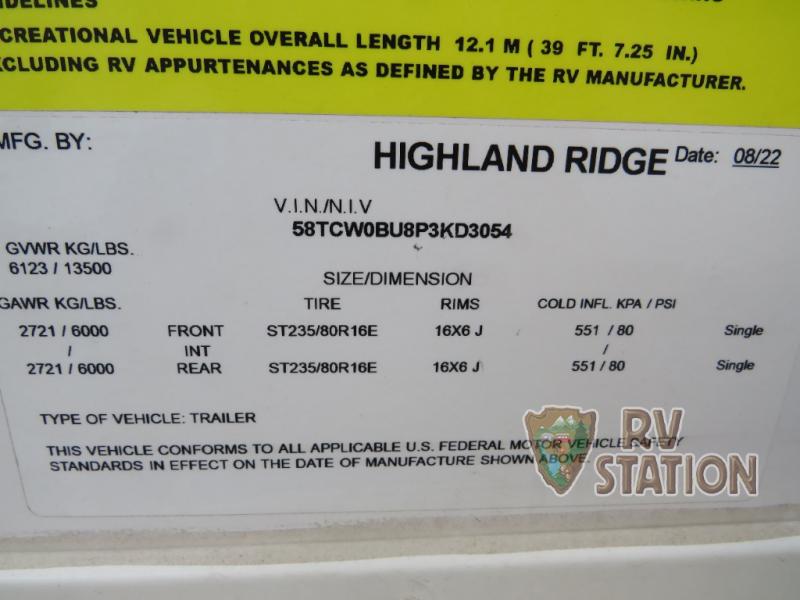 CREATIONAL VEHICLE OVERALL LENGTH 12.1 M ( 39 FT. 7.25 IN.)
XCLUDING RV APPURTENANCES AS DEFINED BY THE RV MANUFACTURER.
MFG. BY:
HIGHLAND RIDGE Date: 08/22
V.I.N./N.I.V
58TCW0BU8P3KD3054
GVWR KG/LBS.
6123 / 13500
SIZE/DIMENSION
GAWR KG/LBS. TIRE RIMS COLD INFL. KPA / PSI
2721 / 6000 FRONT ST235/80R16E 16X6 J 551 / 80 Single
/ INT /
2721 / 6000 REAR ST235/80R16E 16X6 J 551 / 80 Single
TYPE OF VEHICLE: TRAILER
THIS VEHICLE CONFORMS TO ALL APPLICABLE U.S. FEDERAL MOTOR VEHICLE SAFETY
STANDARDS IN EFFECT ON THE DATE OF MANUFACTURE SHOWN ABOVE.
RV
STATION